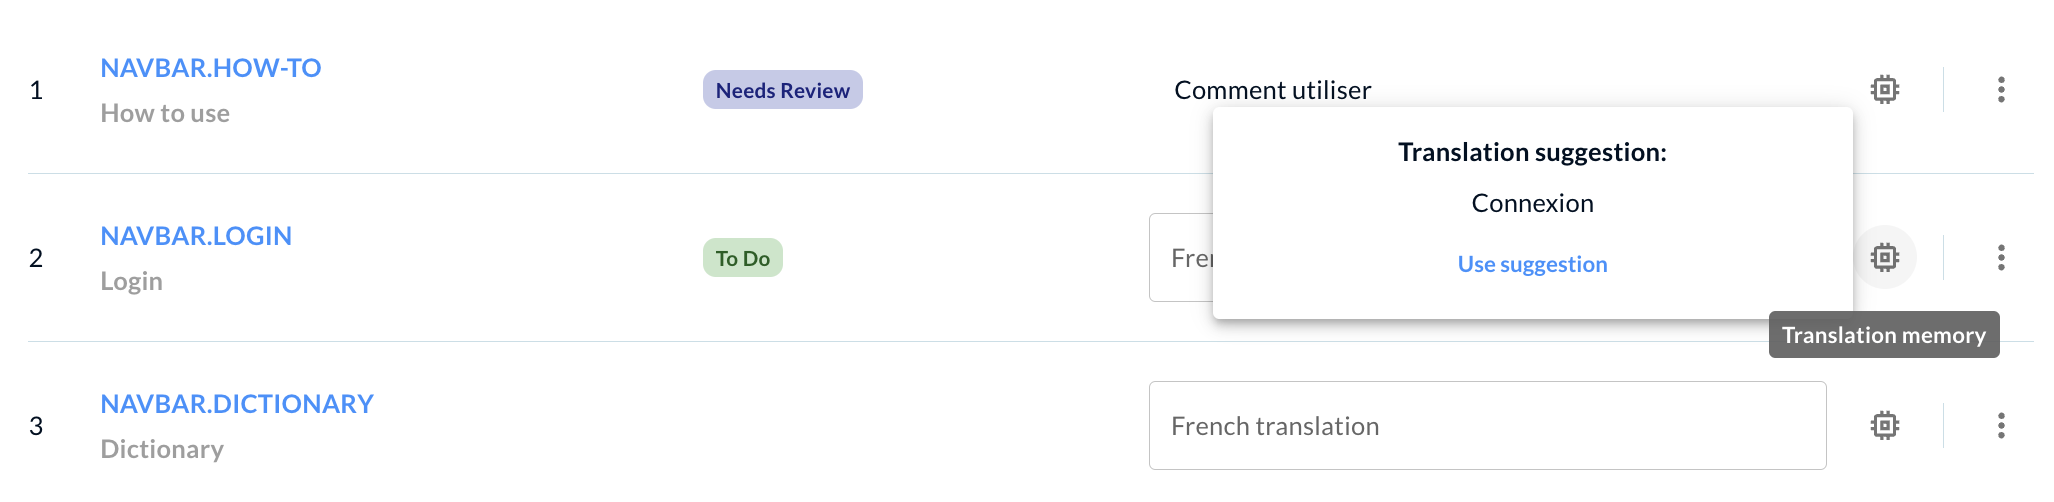 1
NAVBAR.HOW-TO
How to use
Needs Review
Comment utiliser
Translation suggestion:
Connexion
Use suggestion
2
NAVBAR.LOGIN
Login
To Do
Translation memory
3
NAVBAR.DICTIONARY
Dictionary
French translation